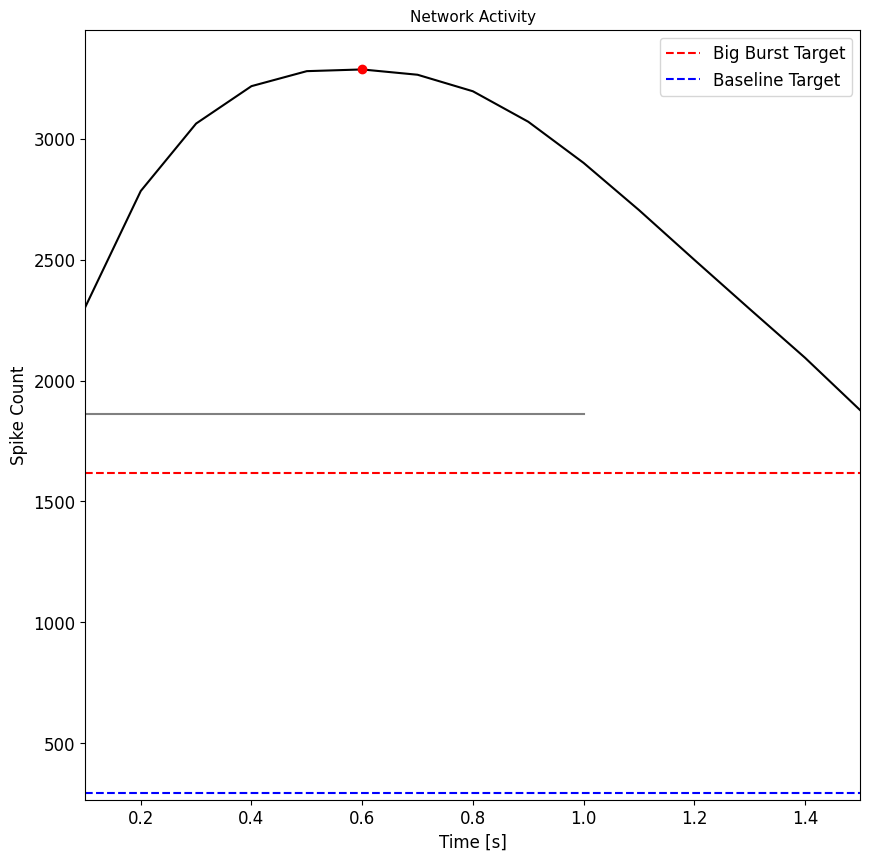 Network Activity
Big Burst Target
Baseline Target
Spike Count
3000
2500
2000
1500
1000
500
0.2 0.4 0.6 0.8 1.0 1.2 1.4
Time [s]